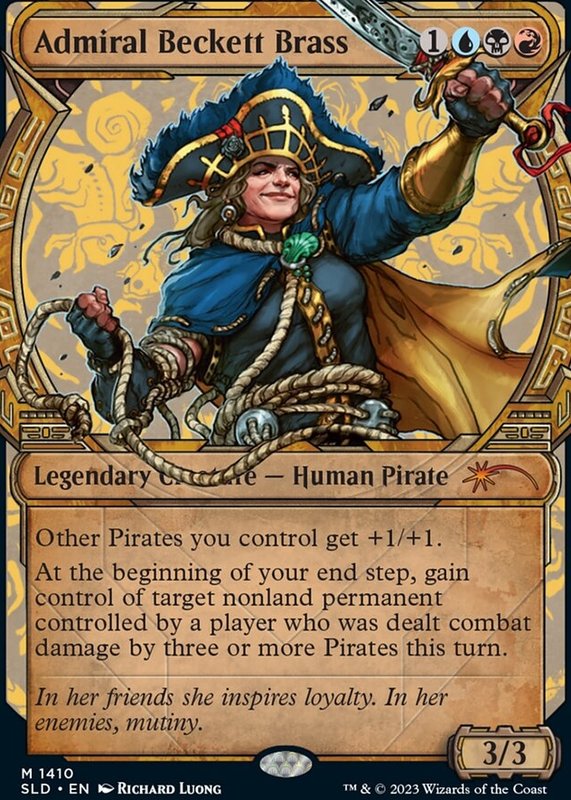 Admiral Beckett Brass 1
Legendary Creature — Human Pirate
Other Pirates you control get +1/+1.
At the beginning of your end step, gain
control of target nonland permanent
controlled by a player who was dealt combat
damage by three or more Pirates this turn.
In her friends she inspires loyalty. In her
enemies, mutiny.
3/3
M 1410
SLD • EN Richard Luong
™ & © 2023 Wizards of the Coast